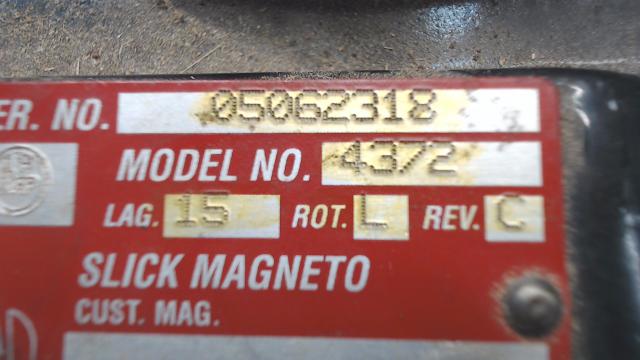 ER. NO. 05062318
MODEL NO. 4372
LAG. 15 ROT. L REV. C
SLICK MAGNETO
CUST. MAG.